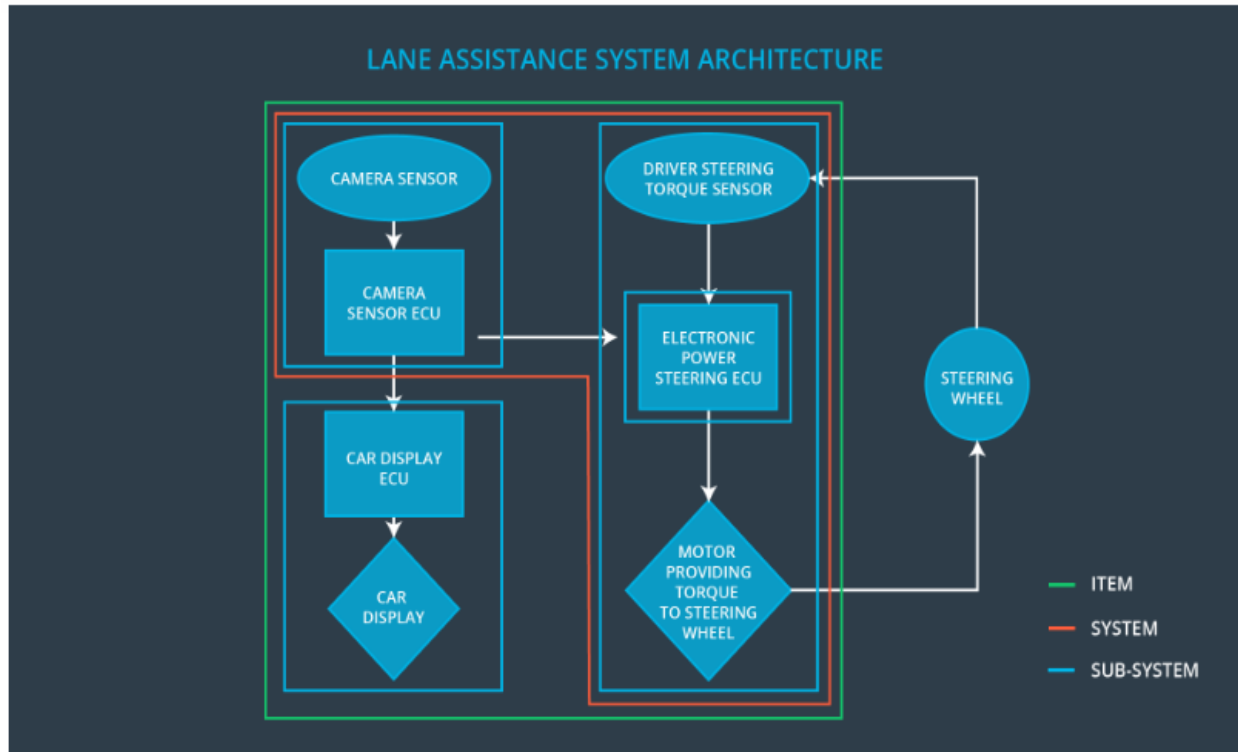 LANE ASSISTANCE SYSTEM ARCHITECTURE
CAMERA SENSOR
CAMERA
SENSOR ECU
CAR DISPLAY
ECU
CAR
DISPLAY
DRIVER STEERING
TORQUE SENSOR
ELECTRONIC
POWER
STEERING ECU
MOTOR
PROVIDING
TORQUE
TO STEERING
WHEEL
STEERING
WHEEL
ITEM
SYSTEM
SUB-SYSTEM